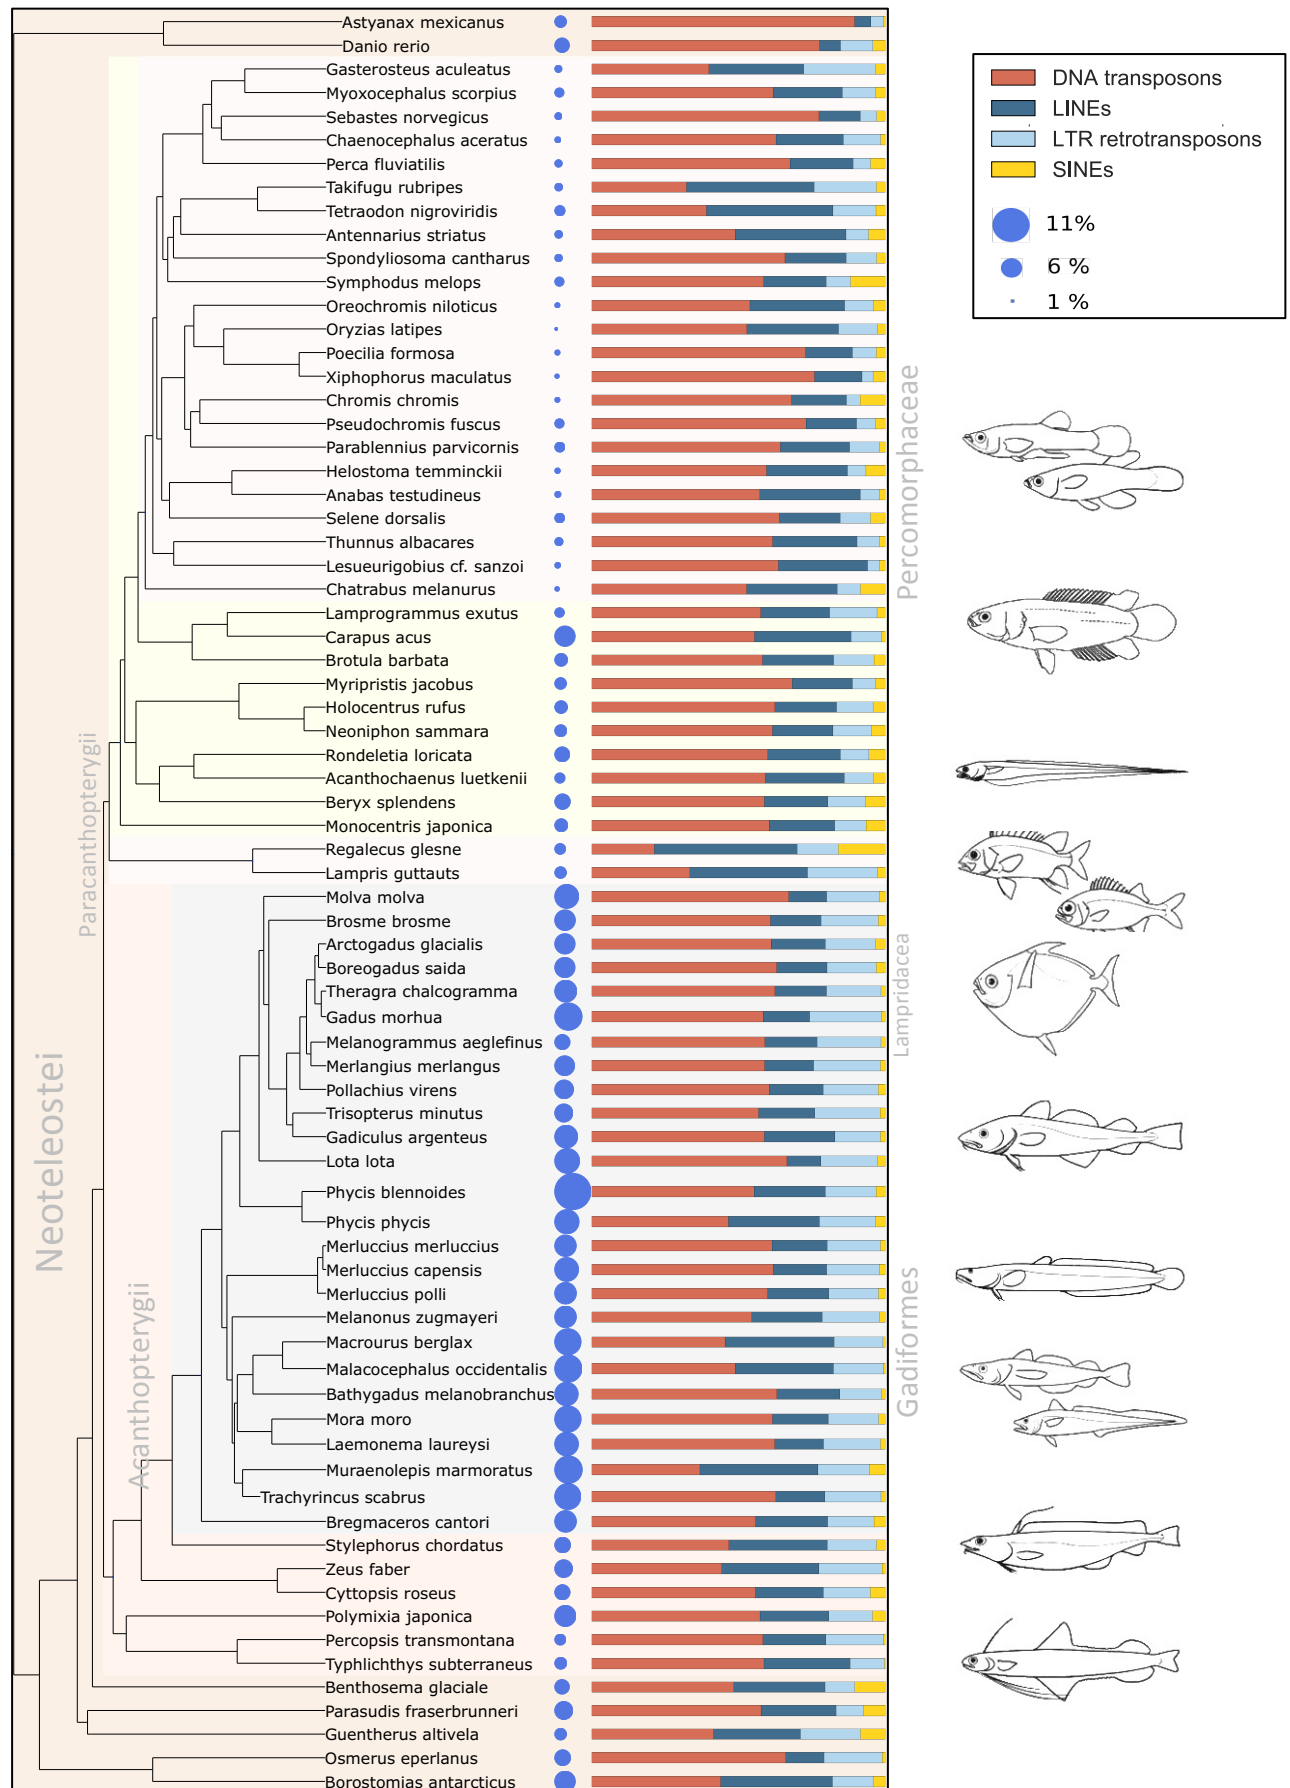 Astyanax mexicanus
Danio rerio
Gasterosteus aculeatus
Myoxocephalus scorpius
Sebastes norvegicus
Chaenocephalus aceratus
Perca fluviatilis
Takifugu rubripes
Tetraodon nigroviridis
Antennarius striatus
Spondyliosoma cantharus
Symphodus melops
Oreochromis niloticus
Oryzias latipes
Poecilia formosa
Xiphophorus maculatus
Chromis chromis
Pseudochromis fuscus
Parablennius parvicornis
Helostoma temminckii
Anabas testudineus
Selene dorsalis
Thunnus albacares
Lesueurigobius cf. sanzoi
Chatrabus melanurus
Lamprogrammus exutus
Carapus acus
Brotula barbata
Myripristis jacobus
Holocentrus rufus
Neoniphon sammara
Rondeletia loricata
Acanthochaenus luetkenii
Beryx splendens
Monocentris japonica
Regalecus glesne
Lampris guttauts
Molva molva
Brosme brosme
Arctogadus glacialis
Boreogadus saida
Theragra chalcogramma
Gadus morhua
Melanogrammus aeglefinus
Merlangius merlangus
Pollachius virens
Trisopterus minutus
Gadiculus argenteus
Lota lota
Phycis blennoides
Phycis phycis
Merluccius merluccius
Merluccius capensis
Merluccius polli
Melanonus zugmayeri
Macrourus berglax
Malacocephalus occidentalis
Bathygadus melanobranchus
Mora moro
Laemonema laureysi
Muraenolepis marmoratus
Trachyrincus scabrus
Bregmaceros cantori
Stylephorus chordatus
Zeus faber
Cyttopsis roseus
Polymixia japonica
Percopsis transmontana
Typhlichthys subterraneus
Benthosema glaciale
Parasudis fraserbrunneri
Guentherus altivela
Osmerus eperlanus
Borostomias antarcticus
Neoteleostei
Paracanthopterygii
Acanthopterygii
Percomorphaceae
Lampridacea
Gadiformes
DNA transposons
LINEs
LTR retrotransposons
SINEs
11%
6 %
1 %